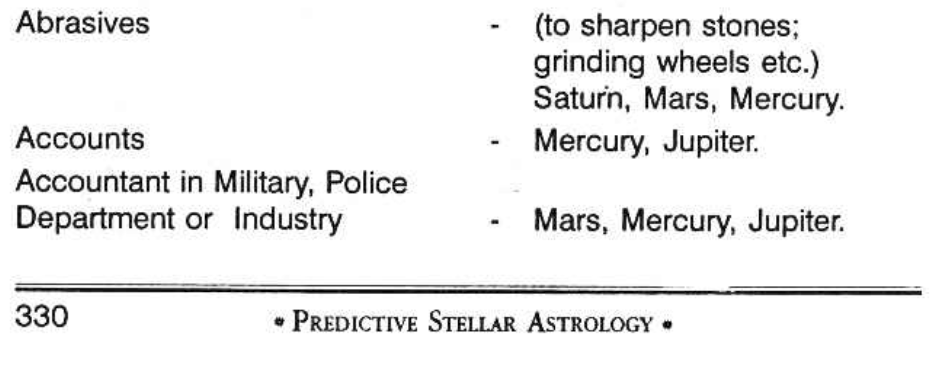 Abrasives - (to sharpen stones;
grinding wheels etc.)
Saturn, Mars, Mercury.
Accounts - Mercury, Jupiter.
Accountant in Military, Police
Department or Industry - Mars, Mercury, Jupiter.
330 • PREDICTIVE STELLAR ASTROLOGY •